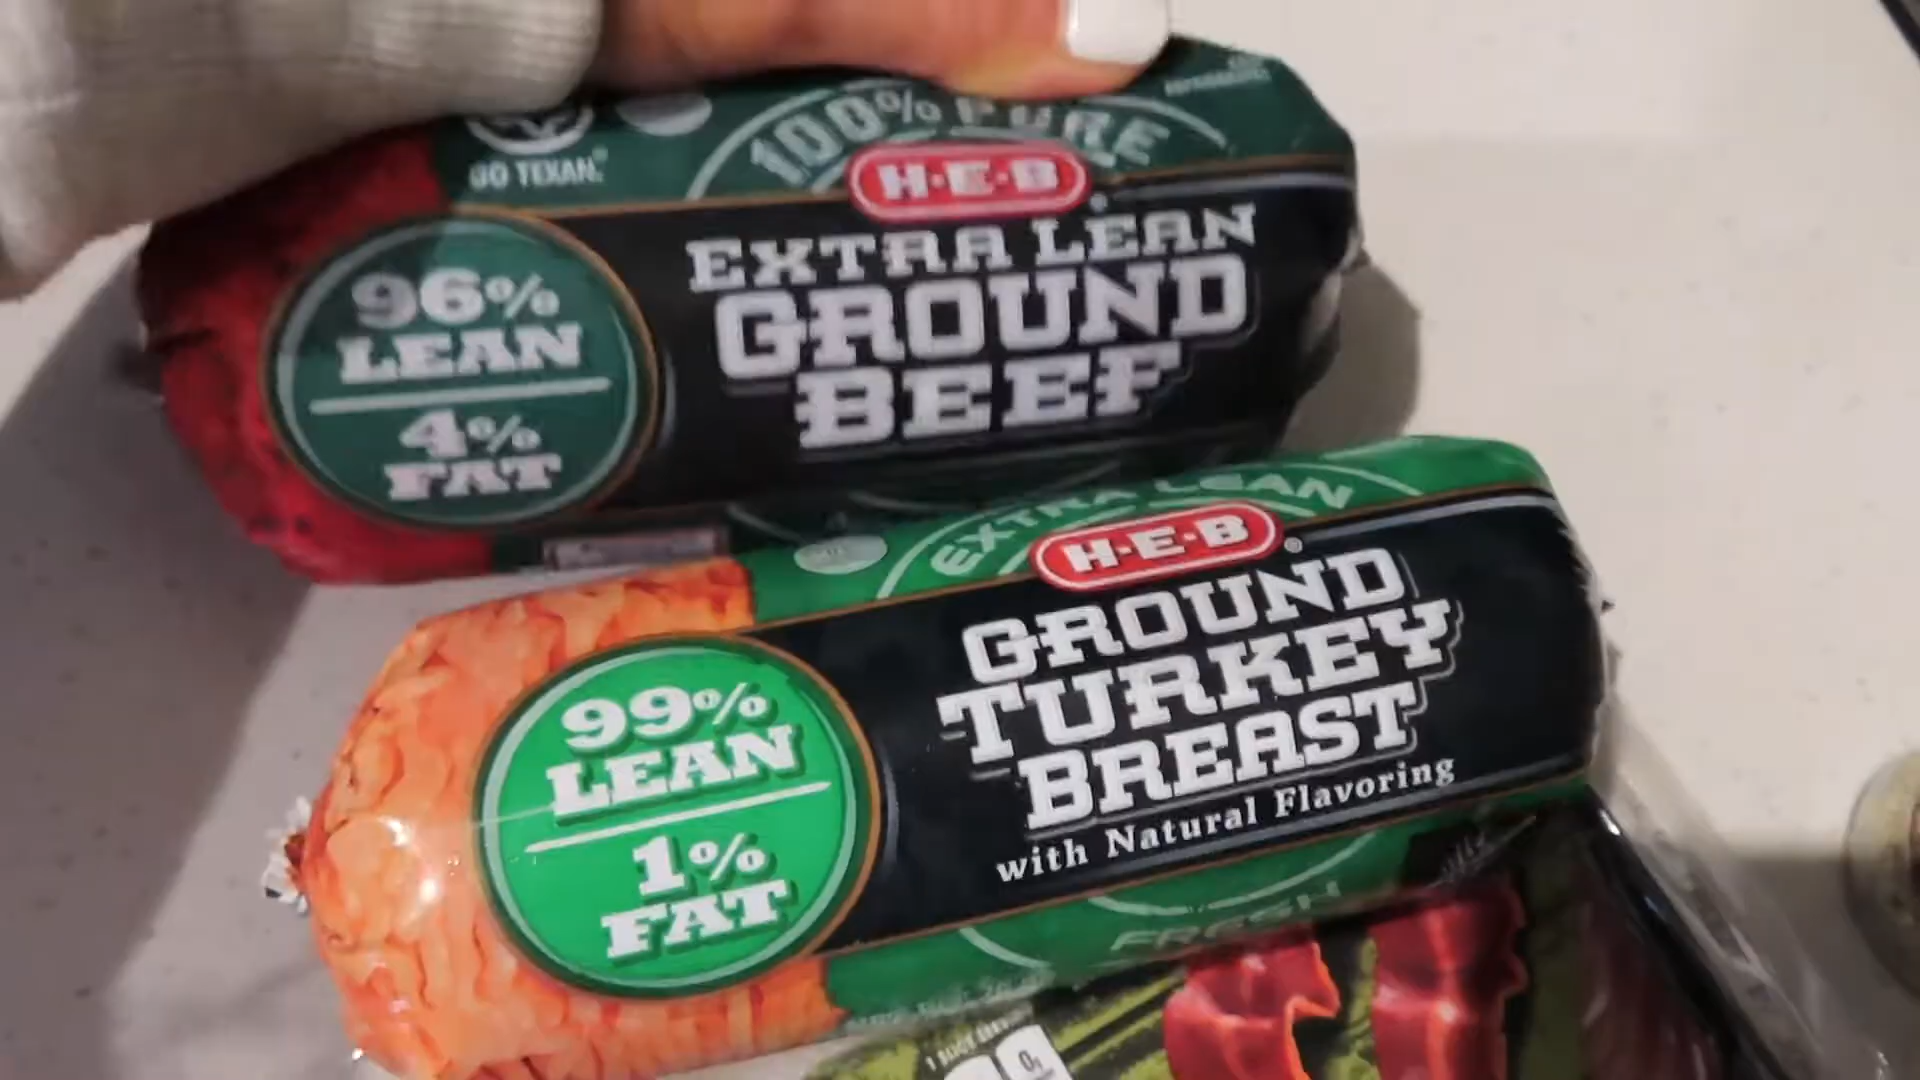 100% PURE
GO TEXAN.
H-E-B
EXTRA LEAN
GROUND
BEEF
96%
LEAN
4%
FAT
EXTRA LEAN
H-E-B®
GROUND
TURKEY
BREAST
with Natural Flavoring
99%
LEAN
1%
FAT
FRESH